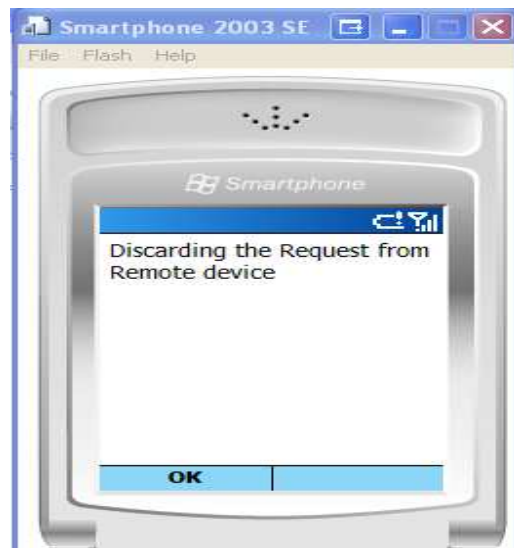 Smartphone 2003 SE
File Flash Help
Smartphone
Discarding the Request from
Remote device
OK